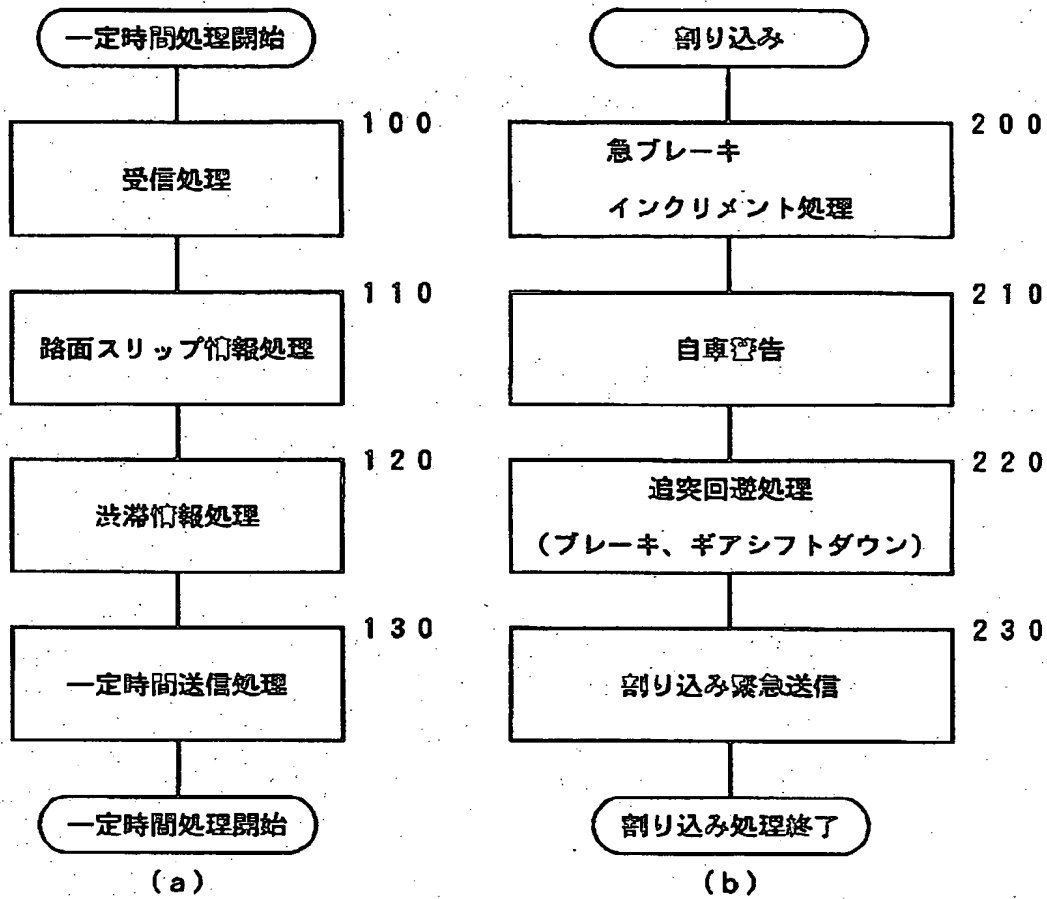 一定時間処理開始
100
受信処理
110
路面スリップ情報処理
120
渋滞情報処理
130
一定時間送信処理
一定時間処理開始
(a)
割り込み
200
急ブレーキ
インクリメント処理
210
自車警告
220
追突回避処理
(ブレーキ、ギアシフトダウン)
230
割り込み緊急送信
割り込み処理終了
(b)